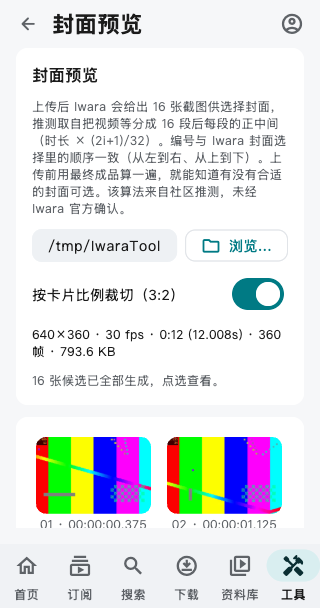 封面预览
封面预览
上传后 Iwara 会给出 16 张截图供选择封面，
推测取自把视频等分成 16 段后每段的正中间
（时长 × (2i+1)/32）。编号与 Iwara 封面选
择里的顺序一致（从左到右、从上到下）。上
传前用最终成品算一遍，就能知道有没有合适
的封面可选。该算法来自社区推测，未经
Iwara 官方确认。
/tmp/IwaraTool
浏览...
按卡片比例裁切（3:2）
640×360 · 30 fps · 0:12 (12.008s) · 360
帧 · 793.6 KB
16 张候选已全部生成，点选查看。
01 · 00:00:00.375
02 · 00:00:01.125
首页
订阅
搜索
下载
资料库
工具